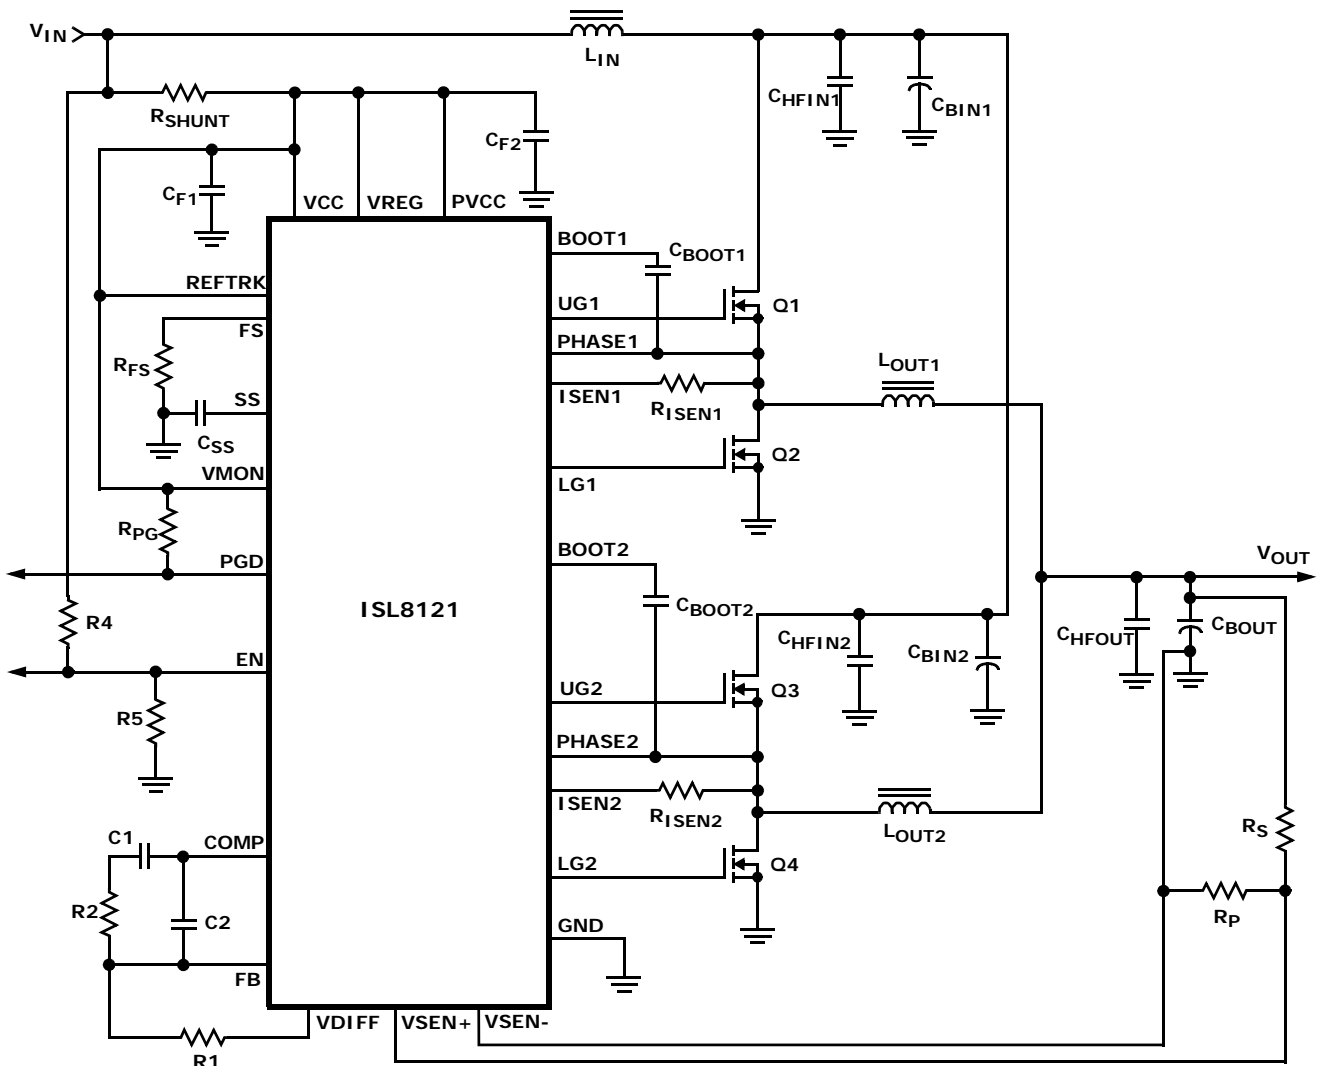 VIN
LIN
RSHUNT
CHFIN1
CBIN1
CF2
CF1
VCC
VREG
PVCC
BOOT1
CBOOT1
REFTRK
UG1
Q1
FS
PHASE1
RFS
LOUT1
SS
ISEN1
RISEN1
CSS
Q2
VMON
LG1
RPG
BOOT2
PGD
VOUT
ISL8121
CBOOT2
R4
CHFIN2
CBIN2
CHFOUT
CBOUT
EN
UG2
Q3
R5
PHASE2
ISEN2
RISEN2
LOUT2
RS
C1
COMP
LG2
Q4
R2
C2
GND
RP
FB
VDIFF
VSEN+
VSEN-
R1